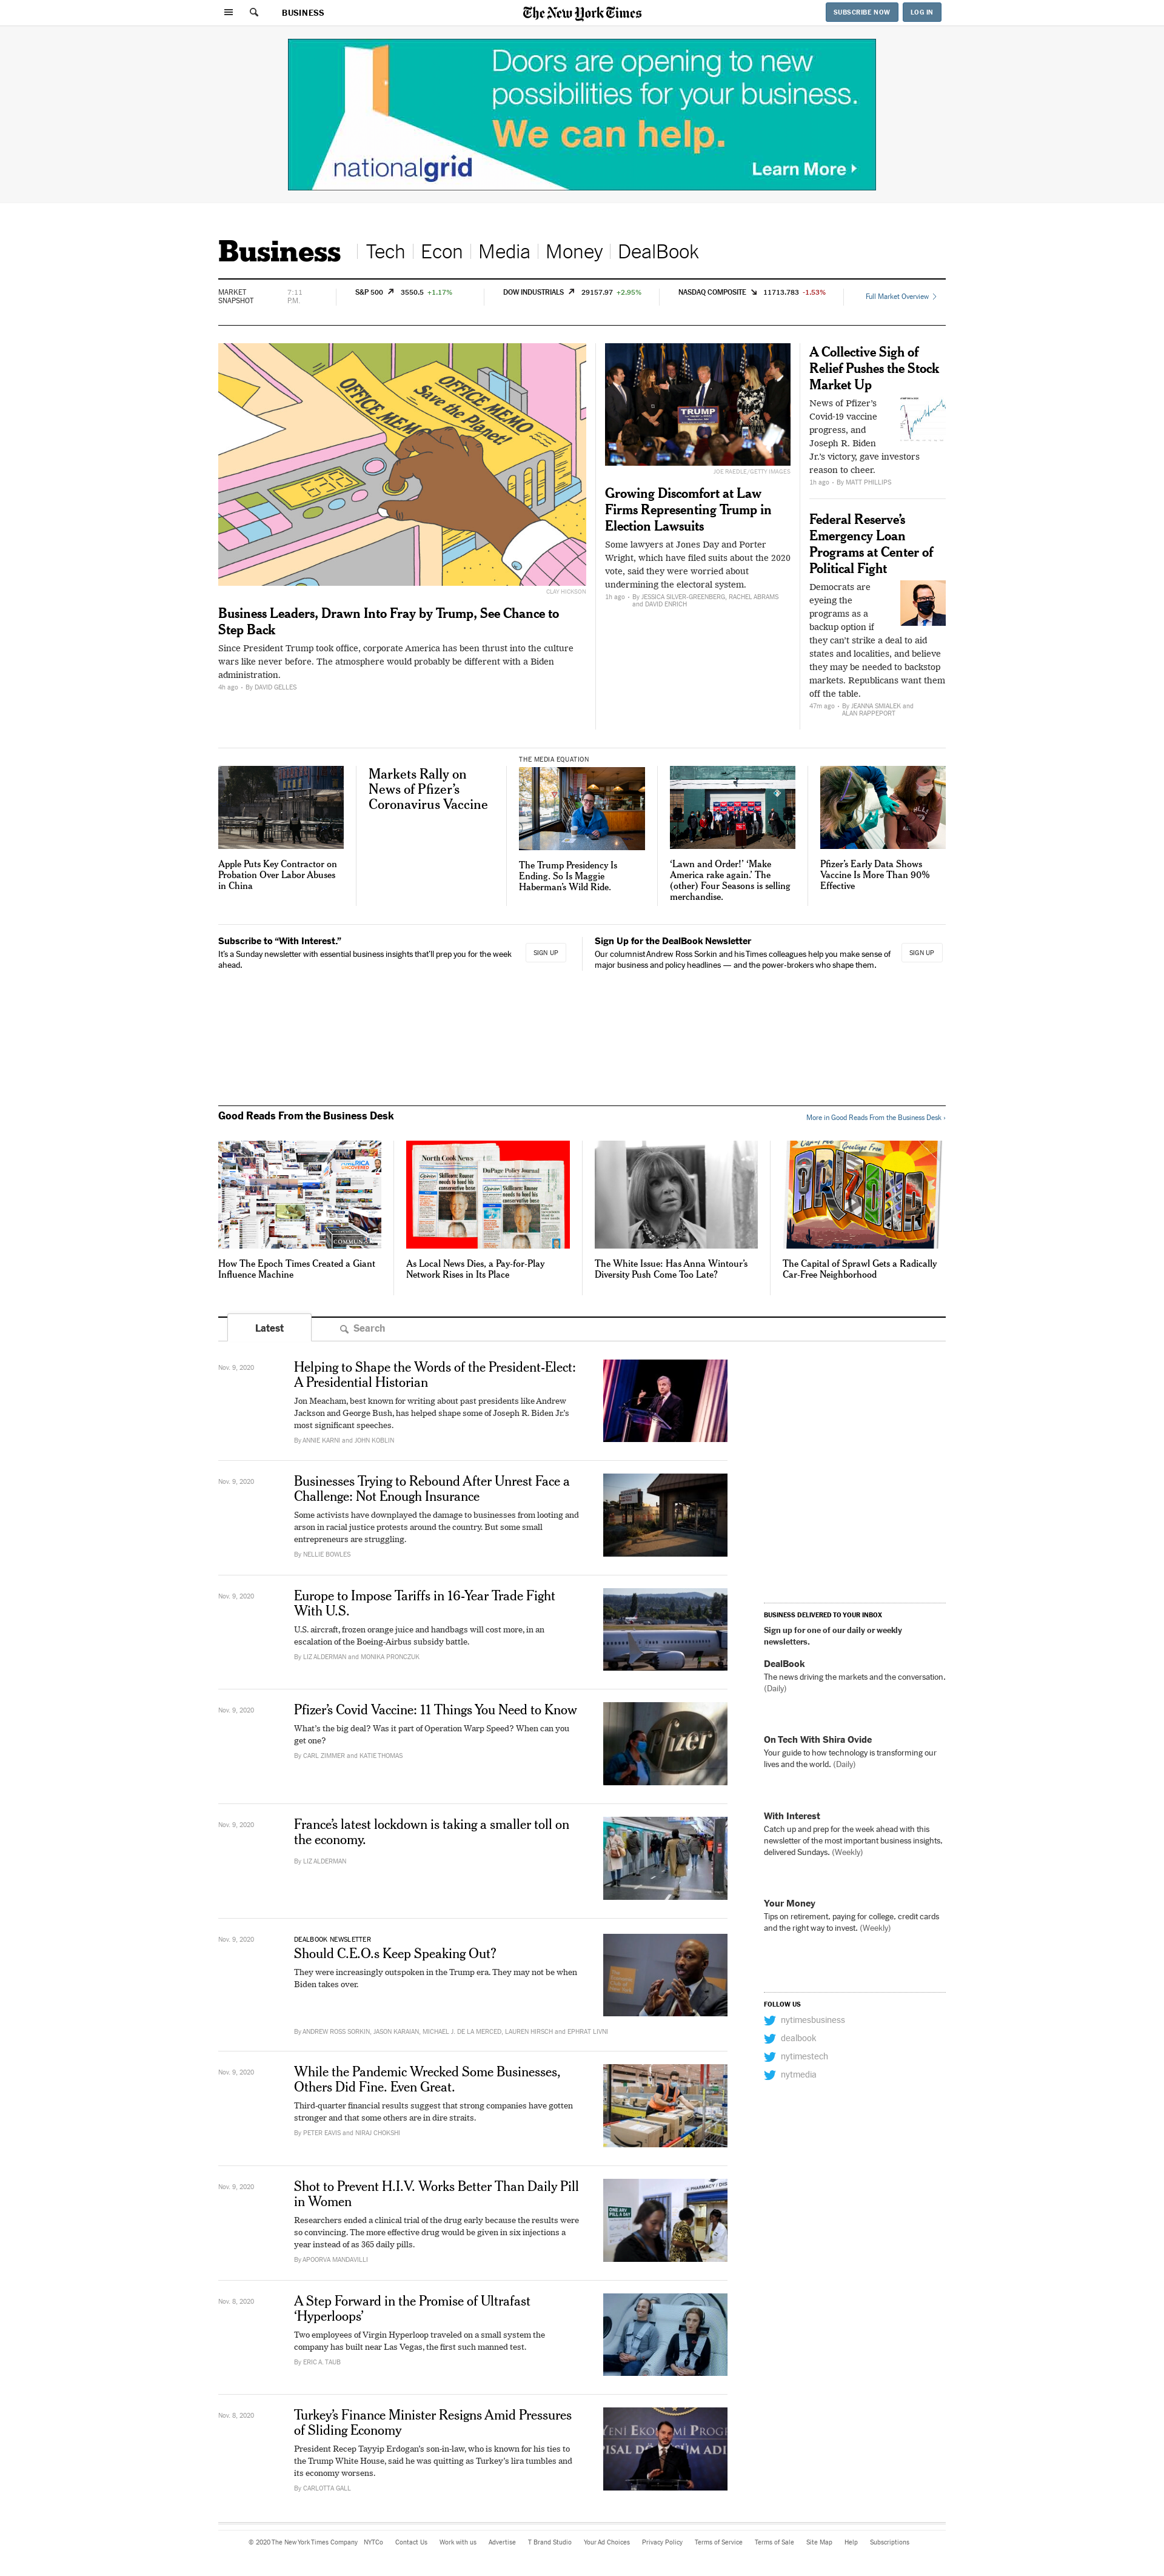 BUSINESS
The New York Times
SUBSCRIBE NOW
LOG IN
Doors are opening to new
possibilities for your business.
We can help.
nationalgrid
Learn More
Business
Tech
Econ
Media
Money
DealBook
MARKET
SNAPSHOT
7:11
P.M.
S&P 500 3550.5 +1.17%
DOW INDUSTRIALS 29157.97 +2.95%
NASDAQ COMPOSITE 11713.783 -1.53%
Full Market Overview
OFFICE MEMO
OFFICE MEMO
Save the Planet!
CLAY HICKSON
Business Leaders, Drawn Into Fray by Trump, See Chance to
Step Back
Since President Trump took office, corporate America has been thrust into the culture
wars like never before. The atmosphere would probably be different with a Biden
administration.
4h ago • By DAVID GELLES
TRUMP
JOE RAEDLE/GETTY IMAGES
Growing Discomfort at Law
Firms Representing Trump in
Election Lawsuits
Some lawyers at Jones Day and Porter
Wright, which have filed suits about the 2020
vote, said they were worried about
undermining the electoral system.
1h ago • By JESSICA SILVER-GREENBERG, RACHEL ABRAMS
and DAVID ENRICH
A Collective Sigh of
Relief Pushes the Stock
Market Up
News of Pfizer’s
Covid-19 vaccine
progress, and
Joseph R. Biden
Jr.’s victory, gave investors
reason to cheer.
1h ago • By MATT PHILLIPS
Federal Reserve’s
Emergency Loan
Programs at Center of
Political Fight
Democrats are
eyeing the
programs as a
backup option if
they can’t strike a deal to aid
states and localities, and believe
they may be needed to backstop
markets. Republicans want them
off the table.
47m ago • By JEANNA SMIALEK and
ALAN RAPPEPORT
Apple Puts Key Contractor on
Probation Over Labor Abuses
in China
Markets Rally on
News of Pfizer’s
Coronavirus Vaccine
THE MEDIA EQUATION
The Trump Presidency Is
Ending. So Is Maggie
Haberman’s Wild Ride.
‘Lawn and Order!’ ‘Make
America rake again.’ The
(other) Four Seasons is selling
merchandise.
Pfizer’s Early Data Shows
Vaccine Is More Than 90%
Effective
Subscribe to “With Interest.”
It’s a Sunday newsletter with essential business insights that’ll prep you for the week
ahead.
SIGN UP
Sign Up for the DealBook Newsletter
Our columnist Andrew Ross Sorkin and his Times colleagues help you make sense of
major business and policy headlines — and the power-brokers who shape them.
SIGN UP
Good Reads From the Business Desk
More in Good Reads From the Business Desk ›
How The Epoch Times Created a Giant
Influence Machine
North Cook News
DuPage Policy Journal
As Local News Dies, a Pay-for-Play
Network Rises in Its Place
The White Issue: Has Anna Wintour’s
Diversity Push Come Too Late?
Greetings From
ARIZONA
The Capital of Sprawl Gets a Radically
Car-Free Neighborhood
Latest
Search
Nov. 9, 2020
Helping to Shape the Words of the President-Elect:
A Presidential Historian
Jon Meacham, best known for writing about past presidents like Andrew
Jackson and George Bush, has helped shape some of Joseph R. Biden Jr.’s
most significant speeches.
By ANNIE KARNI and JOHN KOBLIN
Nov. 9, 2020
Businesses Trying to Rebound After Unrest Face a
Challenge: Not Enough Insurance
Some activists have downplayed the damage to businesses from looting and
arson in racial justice protests around the country. But some small
entrepreneurs are struggling.
By NELLIE BOWLES
Nov. 9, 2020
Europe to Impose Tariffs in 16-Year Trade Fight
With U.S.
U.S. aircraft, frozen orange juice and handbags will cost more, in an
escalation of the Boeing-Airbus subsidy battle.
By LIZ ALDERMAN and MONIKA PRONCZUK
Nov. 9, 2020
Pfizer’s Covid Vaccine: 11 Things You Need to Know
What’s the big deal? Was it part of Operation Warp Speed? When can you
get one?
By CARL ZIMMER and KATIE THOMAS
Nov. 9, 2020
France’s latest lockdown is taking a smaller toll on
the economy.
By LIZ ALDERMAN
Nov. 9, 2020
DEALBOOK NEWSLETTER
Should C.E.O.s Keep Speaking Out?
They were increasingly outspoken in the Trump era. They may not be when
Biden takes over.
By ANDREW ROSS SORKIN, JASON KARAIAN, MICHAEL J. DE LA MERCED, LAUREN HIRSCH and EPHRAT LIVNI
Nov. 9, 2020
While the Pandemic Wrecked Some Businesses,
Others Did Fine. Even Great.
Third-quarter financial results suggest that strong companies have gotten
stronger and that some others are in dire straits.
By PETER EAVIS and NIRAJ CHOKSHI
Nov. 9, 2020
Shot to Prevent H.I.V. Works Better Than Daily Pill
in Women
Researchers ended a clinical trial of the drug early because the results were
so convincing. The more effective drug would be given in six injections a
year instead of as 365 daily pills.
By APOORVA MANDAVILLI
Nov. 8, 2020
A Step Forward in the Promise of Ultrafast
‘Hyperloops’
Two employees of Virgin Hyperloop traveled on a small system the
company has built near Las Vegas, the first such manned test.
By ERIC A. TAUB
Nov. 8, 2020
Turkey’s Finance Minister Resigns Amid Pressures
of Sliding Economy
President Recep Tayyip Erdogan’s son-in-law, who is known for his ties to
the Trump White House, said he was quitting as Turkey’s lira tumbles and
its economy worsens.
By CARLOTTA GALL
BUSINESS DELIVERED TO YOUR INBOX
Sign up for one of our daily or weekly
newsletters.
DealBook
The news driving the markets and the conversation.
(Daily)
On Tech With Shira Ovide
Your guide to how technology is transforming our
lives and the world. (Daily)
With Interest
Catch up and prep for the week ahead with this
newsletter of the most important business insights,
delivered Sundays. (Weekly)
Your Money
Tips on retirement, paying for college, credit cards
and the right way to invest. (Weekly)
FOLLOW US
nytimesbusiness
dealbook
nytimestech
nytmedia
© 2020 The New York Times Company NYTCo Contact Us Work with us Advertise T Brand Studio Your Ad Choices Privacy Policy Terms of Service Terms of Sale Site Map Help Subscriptions